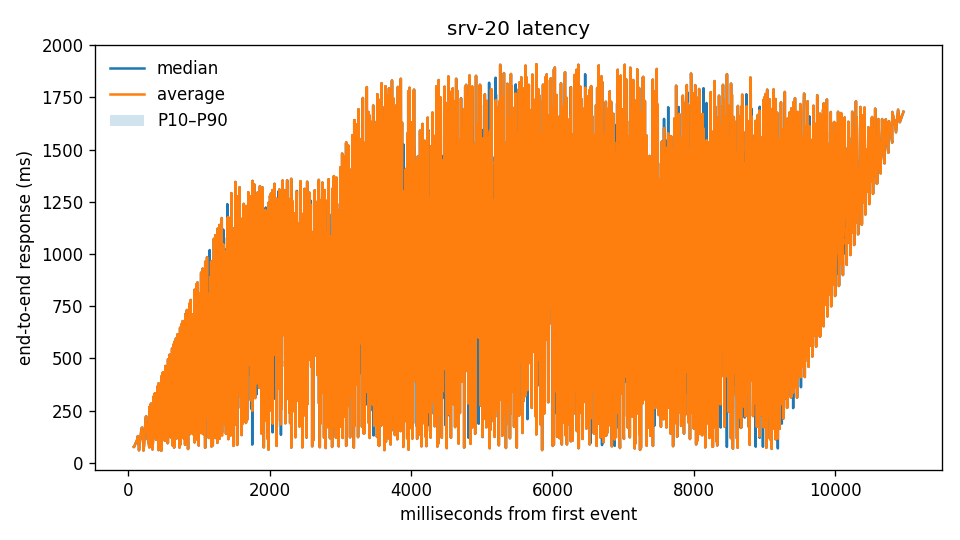 srv-20 latency
2000
1750
1500
1250
1000
750
500
250
0
end-to-end response (ms)
median
average
P10–P90
0 2000 4000 6000 8000 10000
milliseconds from first event